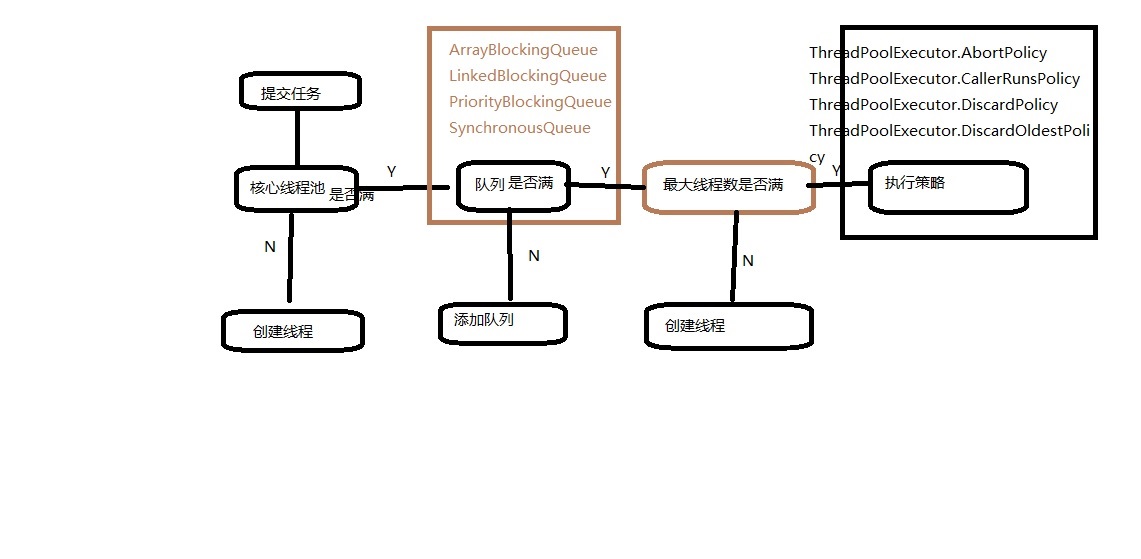 提交任务
核心线程池 是否满
Y
N
创建线程
ArrayBlockingQueue
LinkedBlockingQueue
PriorityBlockingQueue
SynchronousQueue
队列 是否满
Y
N
添加队列
最大线程数是否满
Y
N
创建线程
ThreadPoolExecutor.AbortPolicy
ThreadPoolExecutor.CallerRunsPolicy
ThreadPoolExecutor.DiscardPolicy
ThreadPoolExecutor.DiscardOldestPoli
cy
执行策略